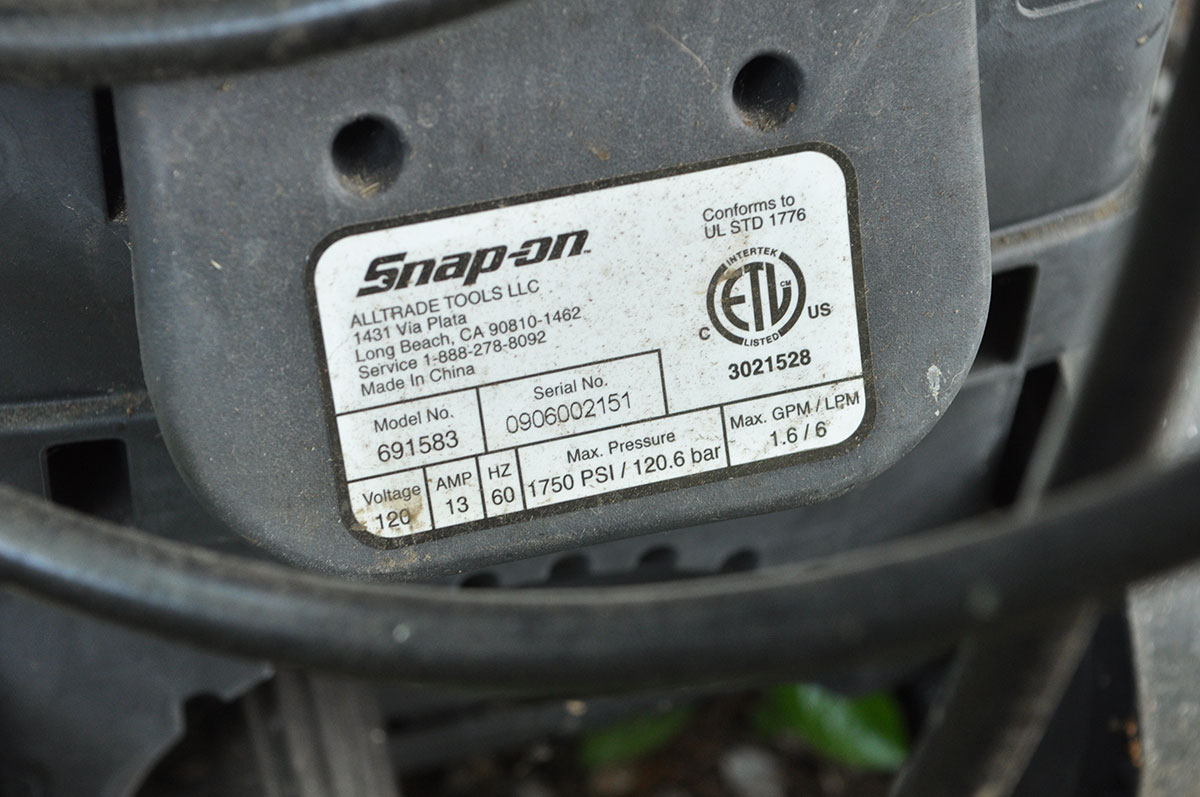 Snap-on™
ALLTRADE TOOLS LLC
1431 Via Plata
Long Beach, CA 90810-1462
Service 1-888-278-8092
Made In China
Conforms to
UL STD 1776
INTERTEK
ETL CM
LISTED
C US
3021528
Model No.
691583
Serial No.
0906002151
Voltage
120
AMP
13
HZ
60
Max. Pressure
1750 PSI / 120.6 bar
Max. GPM / LPM
1.6 / 6